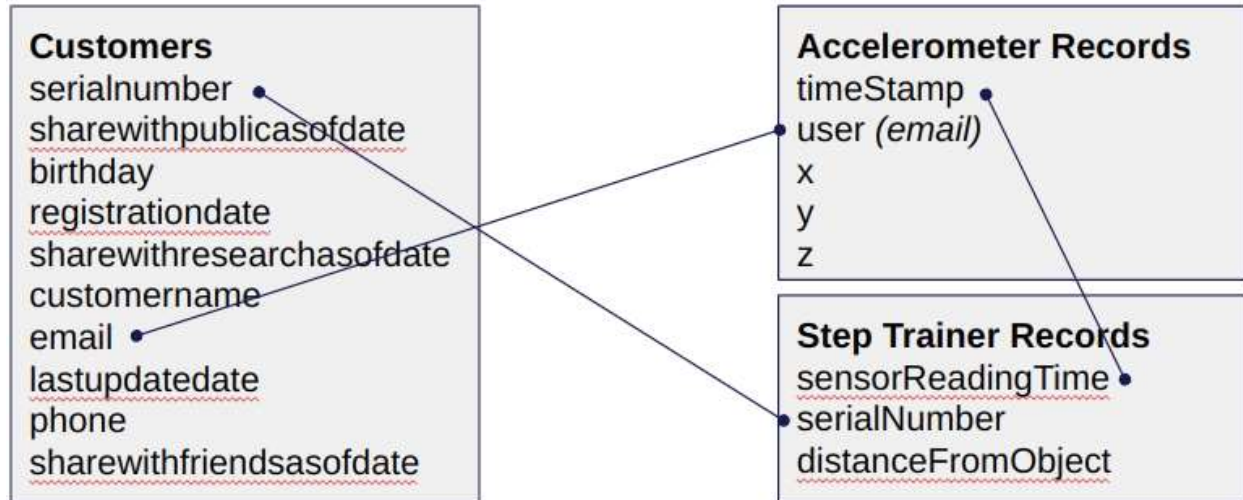 Customers
serialnumber
sharewithpublicasofdate
birthday
registrationdate
sharewithresearchasofdate
customername
email
lastupdatedate
phone
sharewithfriendsasofdate
Accelerometer Records
timeStamp
user (email)
x
y
z
Step Trainer Records
sensorReadingTime
serialNumber
distanceFromObject